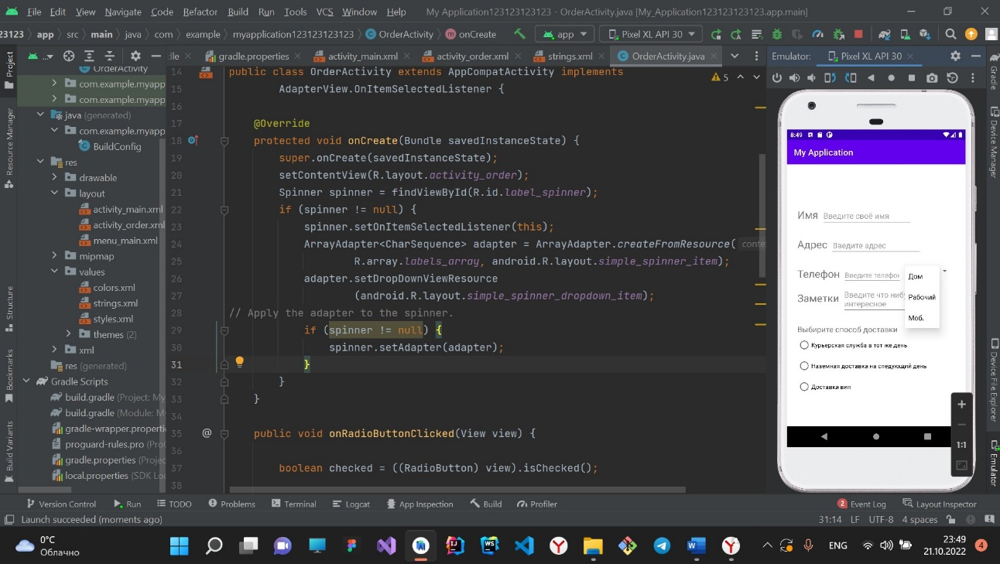 File Edit View Navigate Code Refactor Build Run Tools VCS Window Help My Application123123123123 - OrderActivity.java [My_Application123123123123.app.main]
23123 app src main java com example myapplication123123123123 OrderActivity onCreate app Pixel XL API 30
gradle.properties activity_main.xml activity_order.xml strings.xml OrderActivity.java Emulator: Pixel XL API 30
Project
Resource Manager
Structure
Bookmarks
Build Variants
OrderActivity
com.example.myapp
com.example.myapp
java (generated)
com.example.myapp
BuildConfig
res
drawable
layout
activity_main.xml
activity_order.xml
menu_main.xml
mipmap
values
colors.xml
strings.xml
styles.xml
themes (2)
xml
res (generated)
Gradle Scripts
build.gradle (Project: My
build.gradle (Module: M
gradle-wrapper.properti
proguard-rules.pro (Pro
gradle.properties (Projec
local.properties (SDK Lo
5
14 public class OrderActivity extends AppCompatActivity implements
15 AdapterView.OnItemSelectedListener {
16
17 @Override
18 protected void onCreate(Bundle savedInstanceState) {
19 super.onCreate(savedInstanceState);
20 setContentView(R.layout.activity_order);
21 Spinner spinner = findViewById(R.id.label_spinner);
22 if (spinner != null) {
23 spinner.setOnItemSelectedListener(this);
24 ArrayAdapter<CharSequence> adapter = ArrayAdapter.createFromResource( conte
25 R.array.labels_array, android.R.layout.simple_spinner_item);
26 adapter.setDropDownViewResource
27 (android.R.layout.simple_spinner_dropdown_item);
28 // Apply the adapter to the spinner.
29 if (spinner != null) {
30 spinner.setAdapter(adapter);
31 }
32 }
33 }
34
35 @ public void onRadioButtonClicked(View view) {
36
37 boolean checked = ((RadioButton) view).isChecked();
38
8:49
My Application
Имя Введите своё имя
Адрес Введите адрес
Телефон Введите телефон
Заметки Введите что нибу
интересное
Дом
Рабочий
Моб.
Выбирите способ доставки
Курьерская служба в тот же день
Наземная доставка на следующий день
Доставка вип
1:1
Gradle
Device Manager
Device File Explorer
Emulator
Version Control Run TODO Problems Terminal Logcat App Inspection Build Profiler 2 Event Log Layout Inspector
Launch succeeded (moments ago) 31:14 LF UTF-8 4 spaces
0°C
Облачно
ENG
23:49
21.10.2022
4